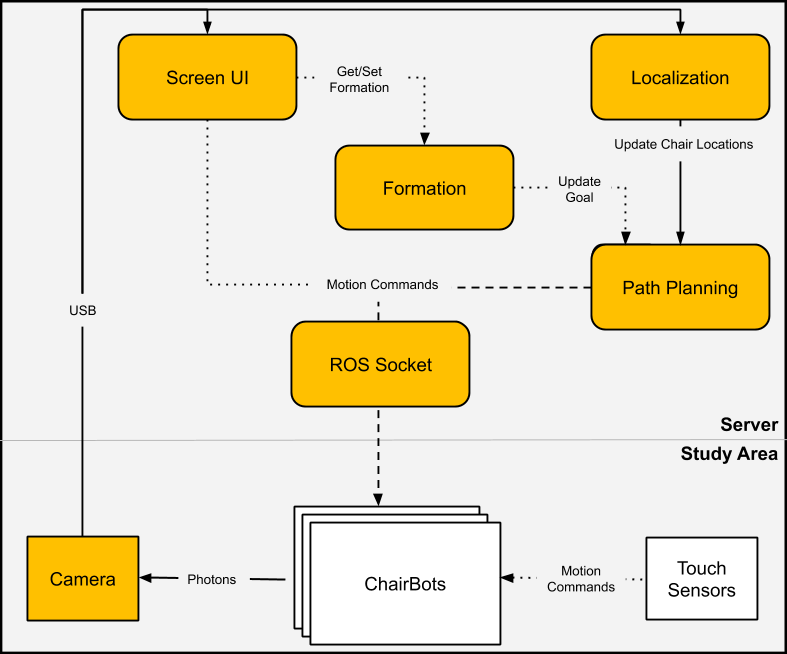 Screen UI
Get/Set
Formation
Localization
Update Chair Locations
Formation
Update
Goal
Path Planning
Motion Commands
USB
ROS Socket
Server
Study Area
Camera
Photons
ChairBots
Motion
Commands
Touch
Sensors